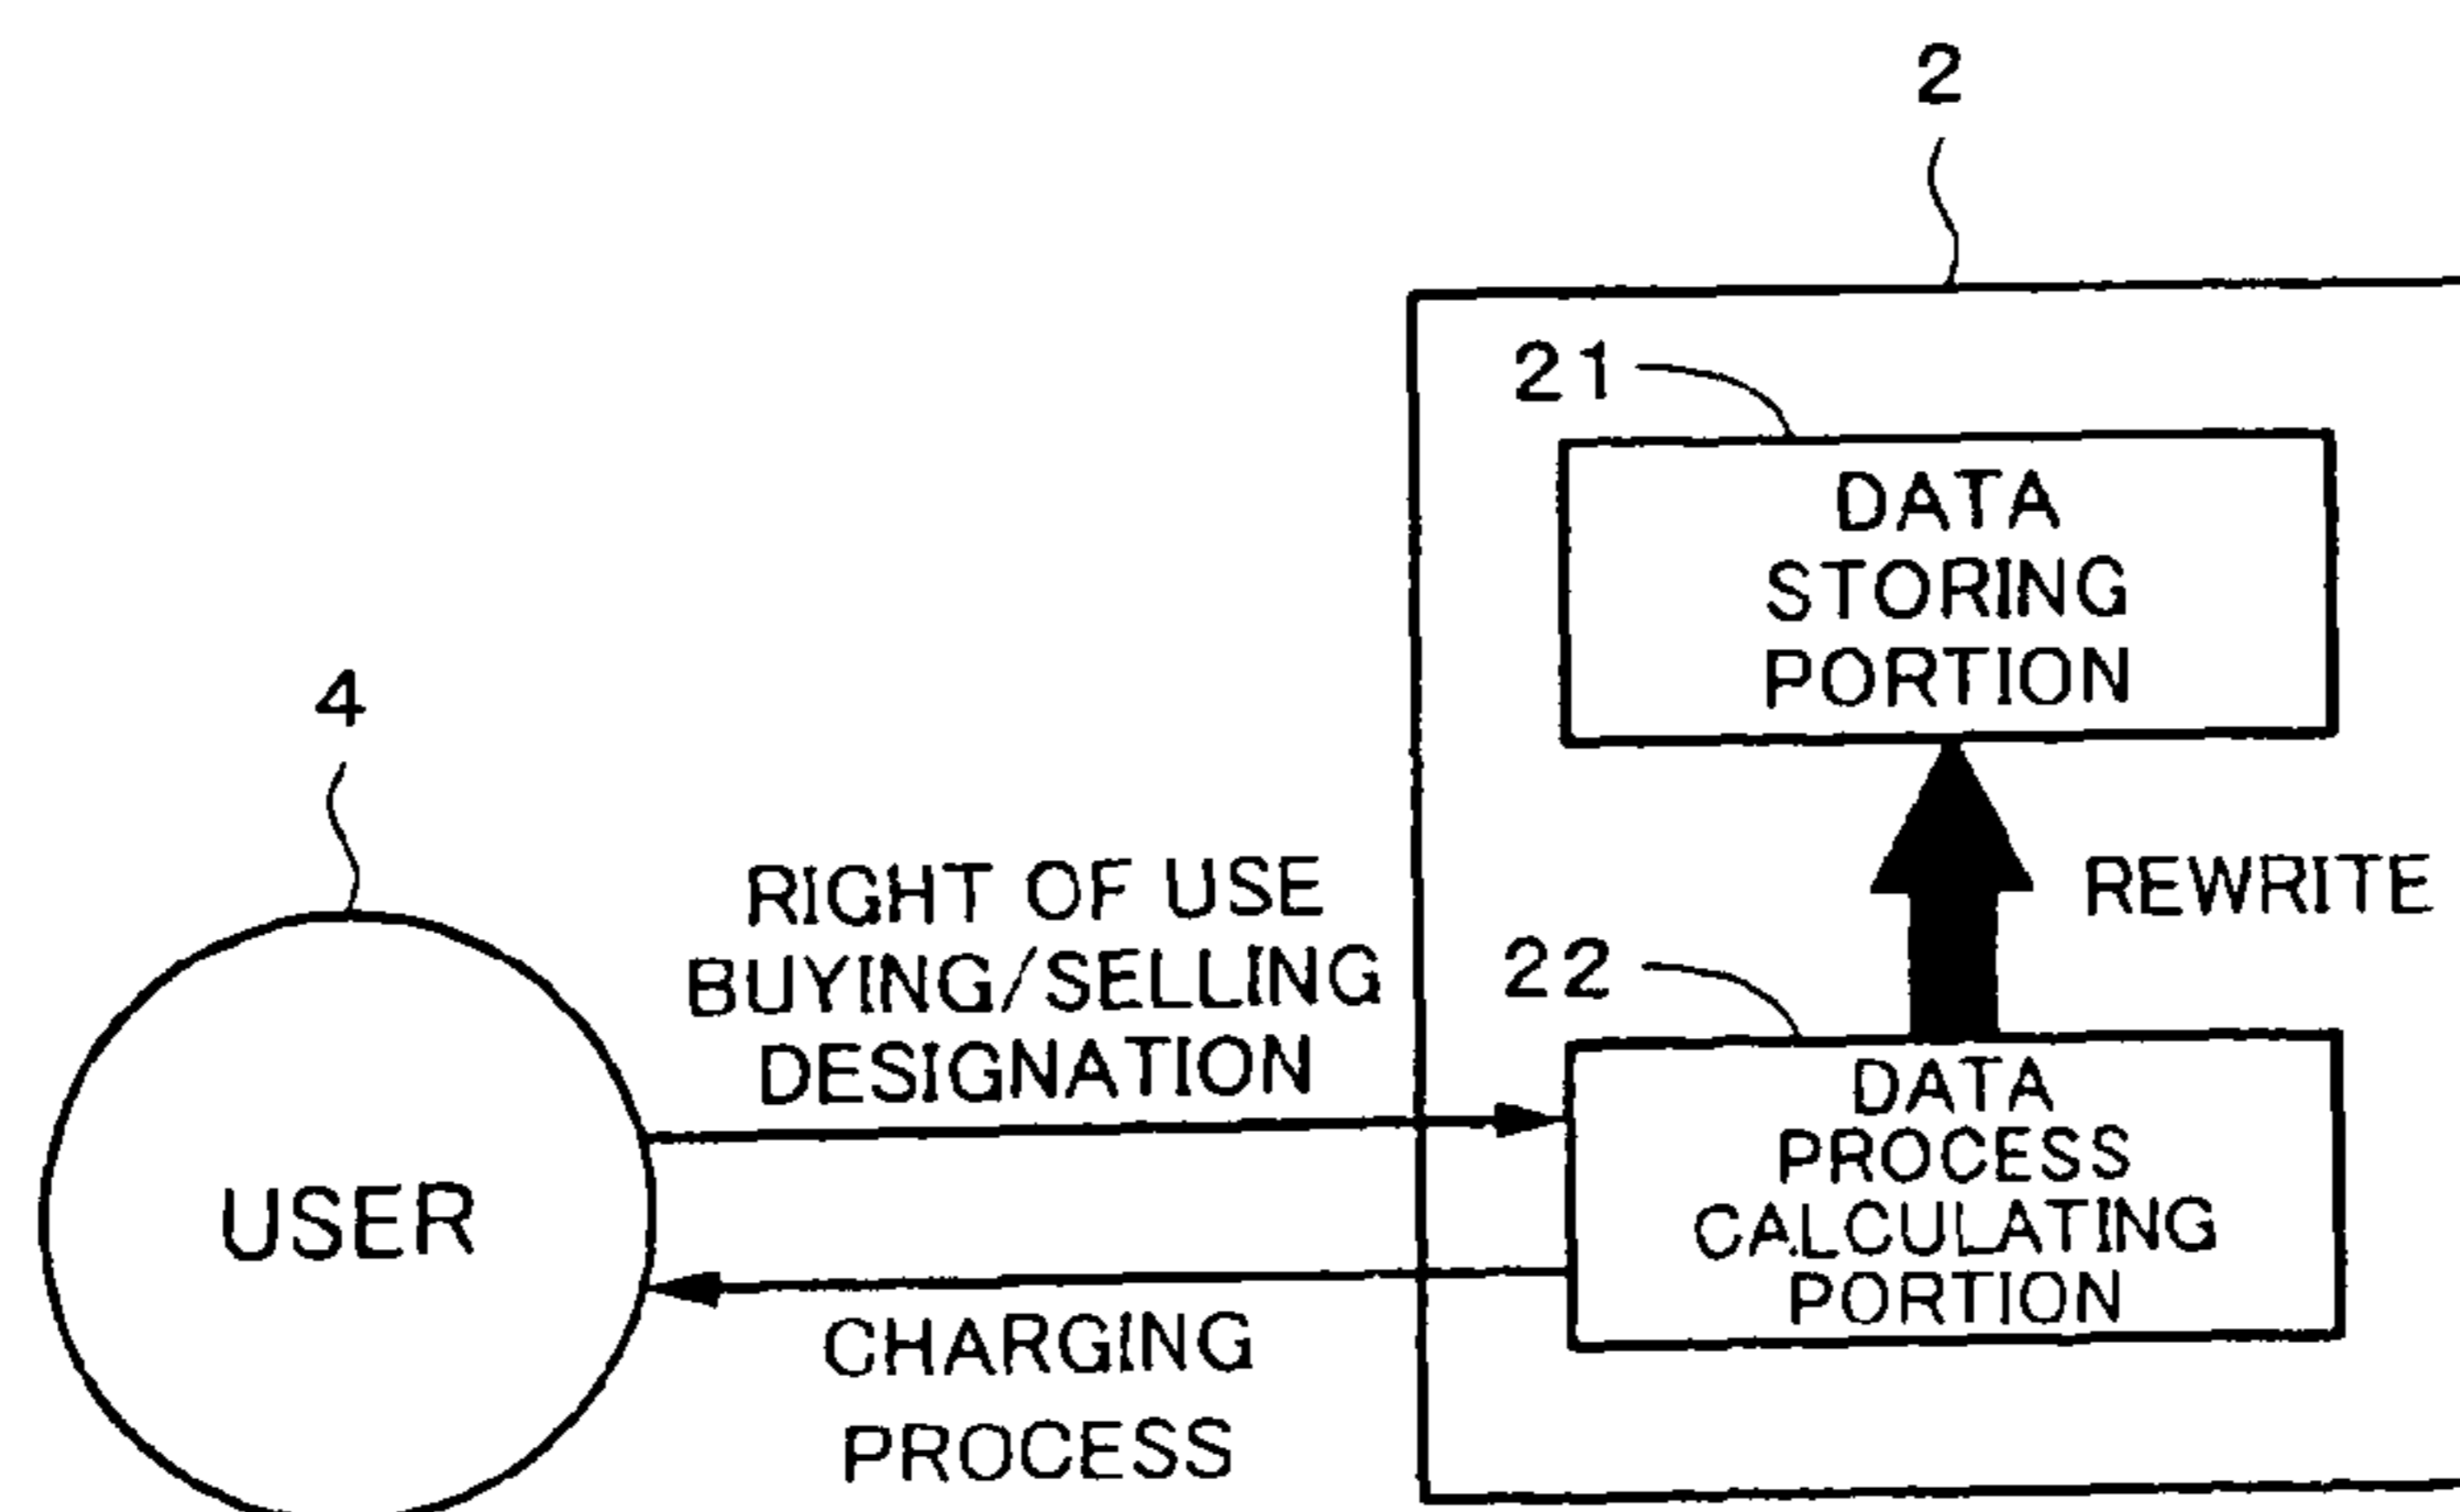 2
21
DATA
STORING
PORTION
4
RIGHT OF USE
BUYING/SELLING
DESIGNATION
REWRITE
22
DATA
PROCESS
CALCULATING
PORTION
USER
CHARGING
PROCESS